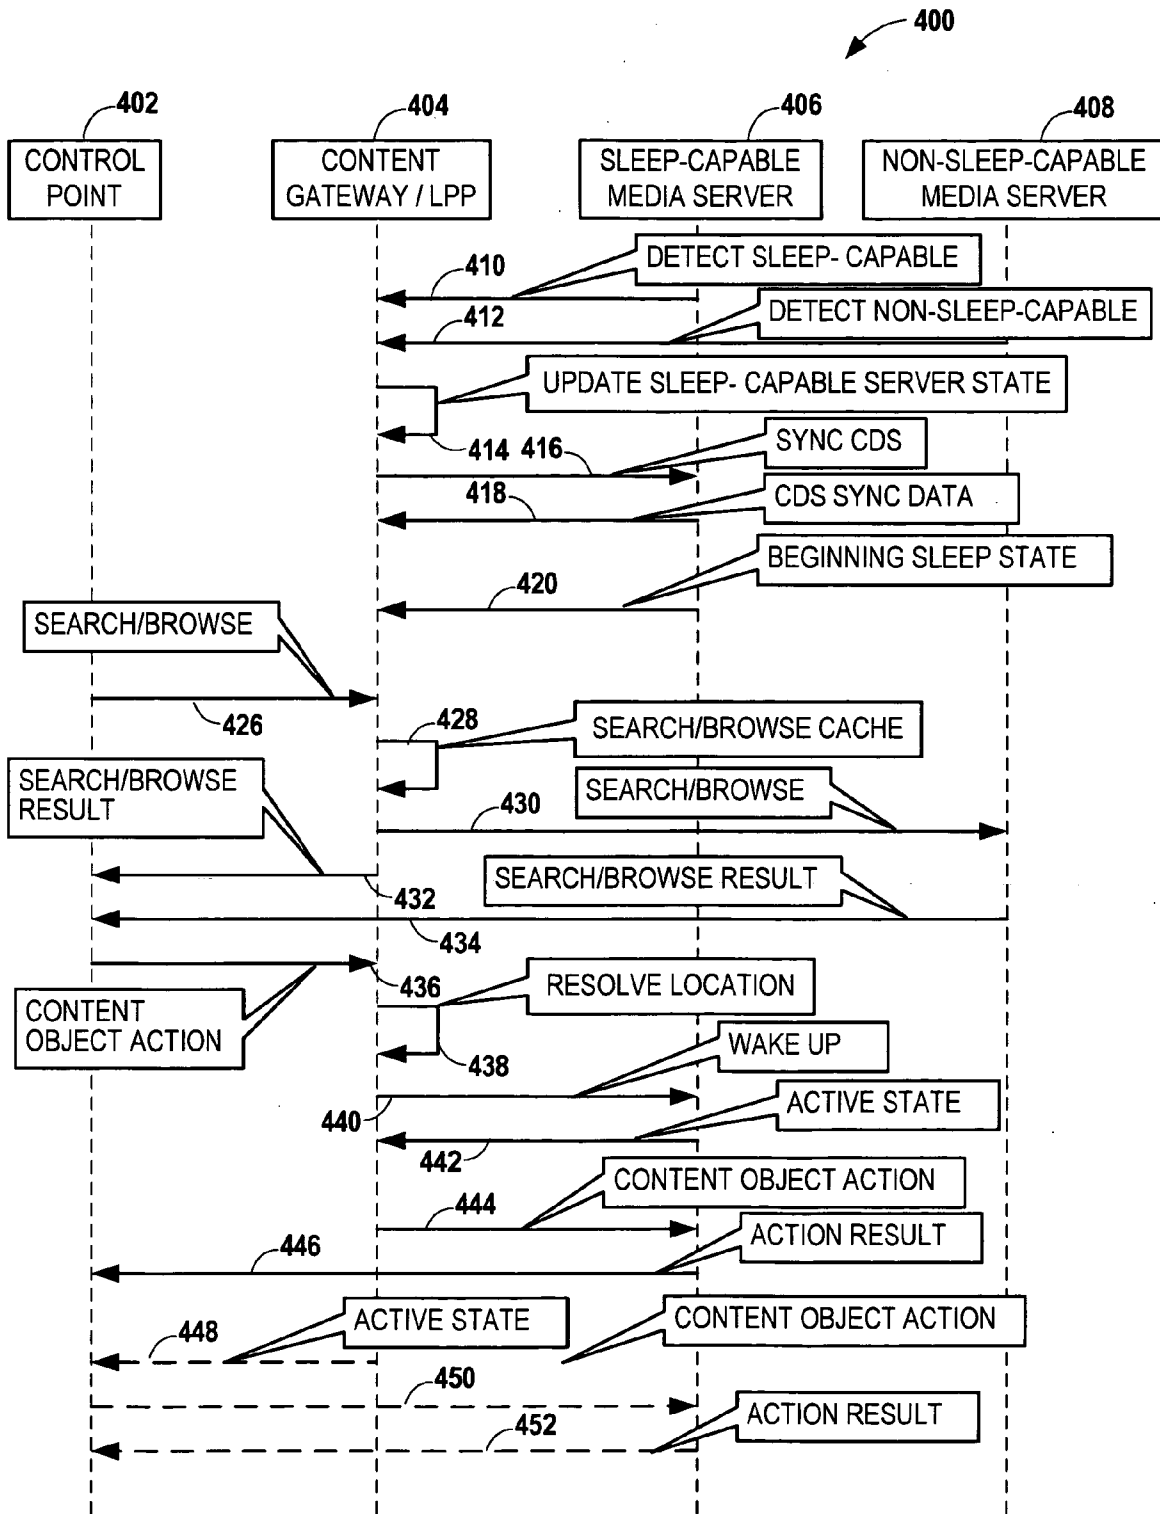 400
402
404
406
408
CONTROL
POINT
CONTENT
GATEWAY / LPP
SLEEP-CAPABLE
MEDIA SERVER
NON-SLEEP-CAPABLE
MEDIA SERVER
410
DETECT SLEEP- CAPABLE
412
DETECT NON-SLEEP-CAPABLE
UPDATE SLEEP- CAPABLE SERVER STATE
414
416
SYNC CDS
418
CDS SYNC DATA
BEGINNING SLEEP STATE
420
SEARCH/BROWSE
426
428
SEARCH/BROWSE CACHE
SEARCH/BROWSE
RESULT
430
SEARCH/BROWSE
432
SEARCH/BROWSE RESULT
434
436
CONTENT
OBJECT ACTION
RESOLVE LOCATION
438
WAKE UP
440
ACTIVE STATE
442
CONTENT OBJECT ACTION
444
ACTION RESULT
446
448
ACTIVE STATE
CONTENT OBJECT ACTION
450
ACTION RESULT
452